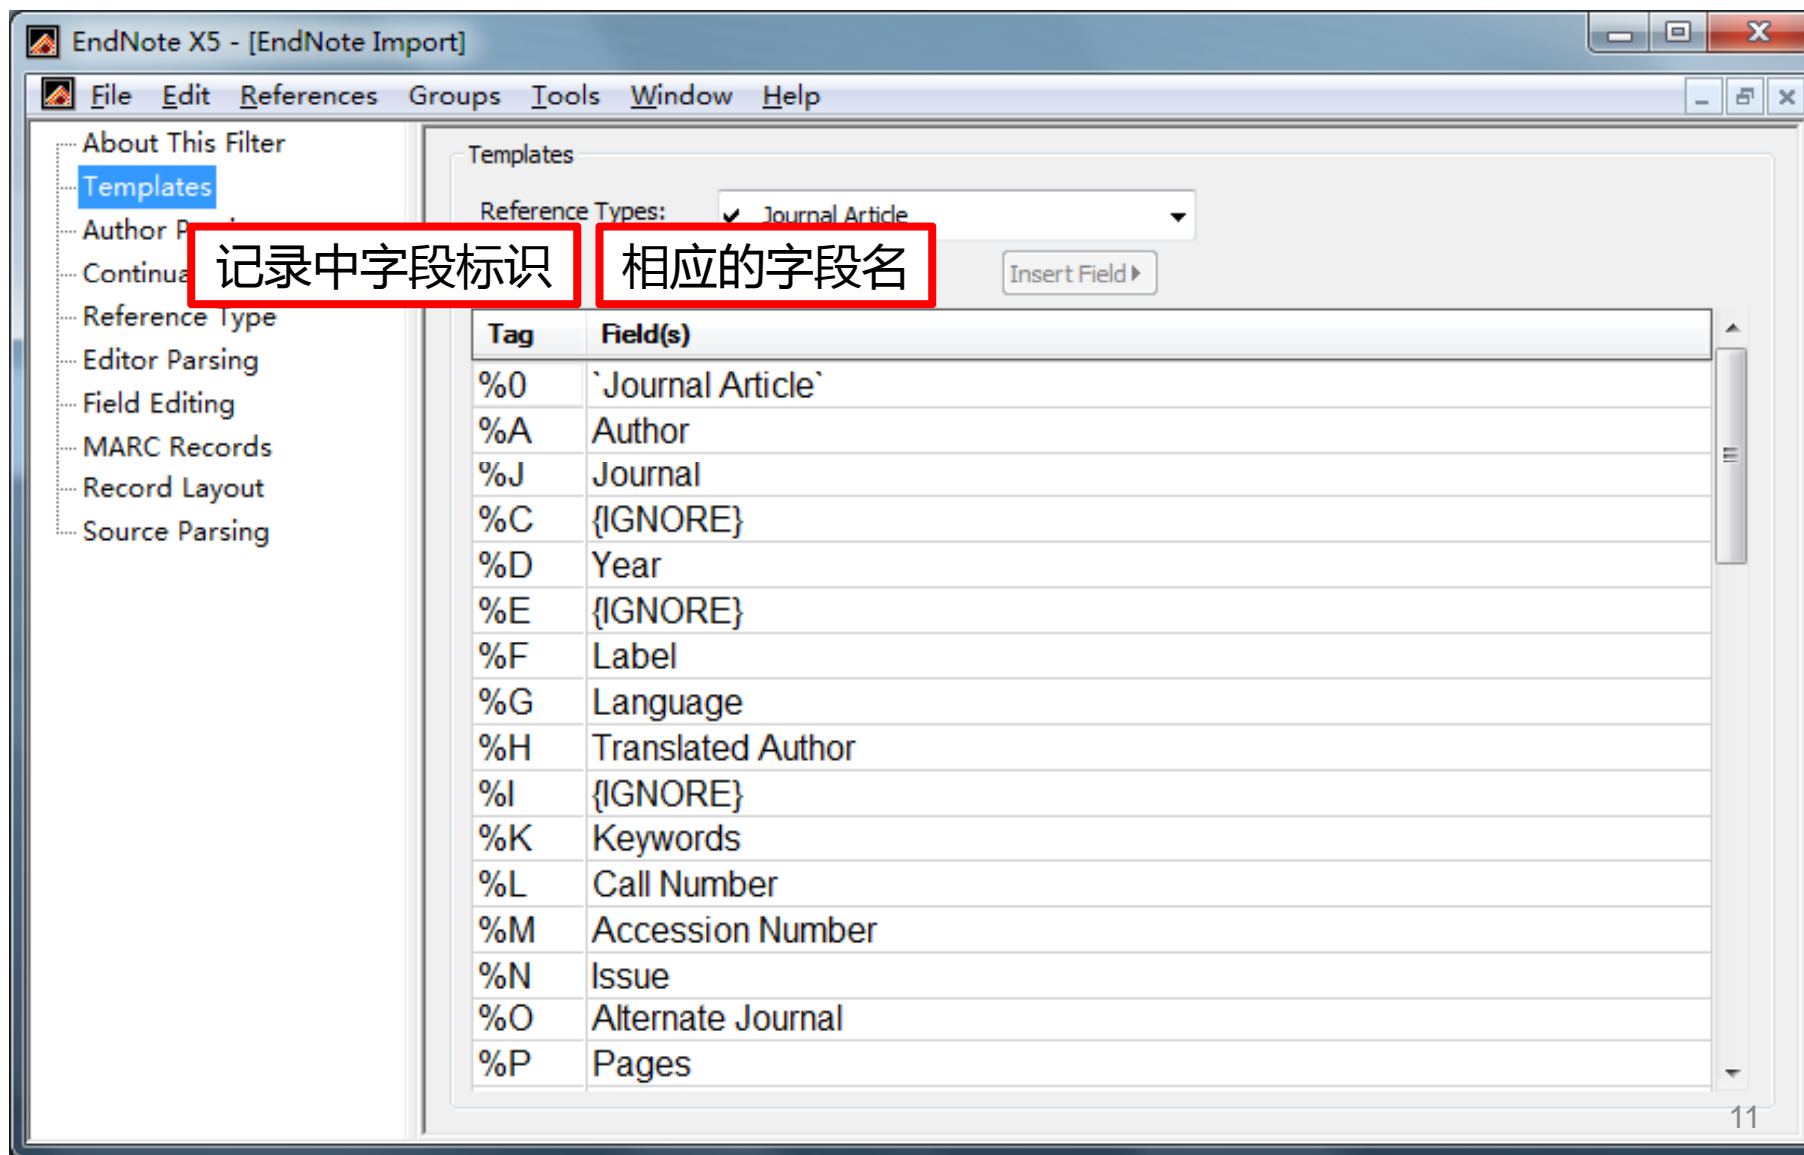 EndNote X5 - [EndNote Import]
File Edit References Groups Tools Window Help
About This Filter
Templates
Author
Continua
Reference Type
Editor Parsing
Field Editing
MARC Records
Record Layout
Source Parsing
Templates
Reference Types: Journal Article
记录中字段标识 相应的字段名
Insert Field
Tag Field(s)
%0 `Journal Article`
%A Author
%J Journal
%C {IGNORE}
%D Year
%E {IGNORE}
%F Label
%G Language
%H Translated Author
%I {IGNORE}
%K Keywords
%L Call Number
%M Accession Number
%N Issue
%O Alternate Journal
%P Pages
11